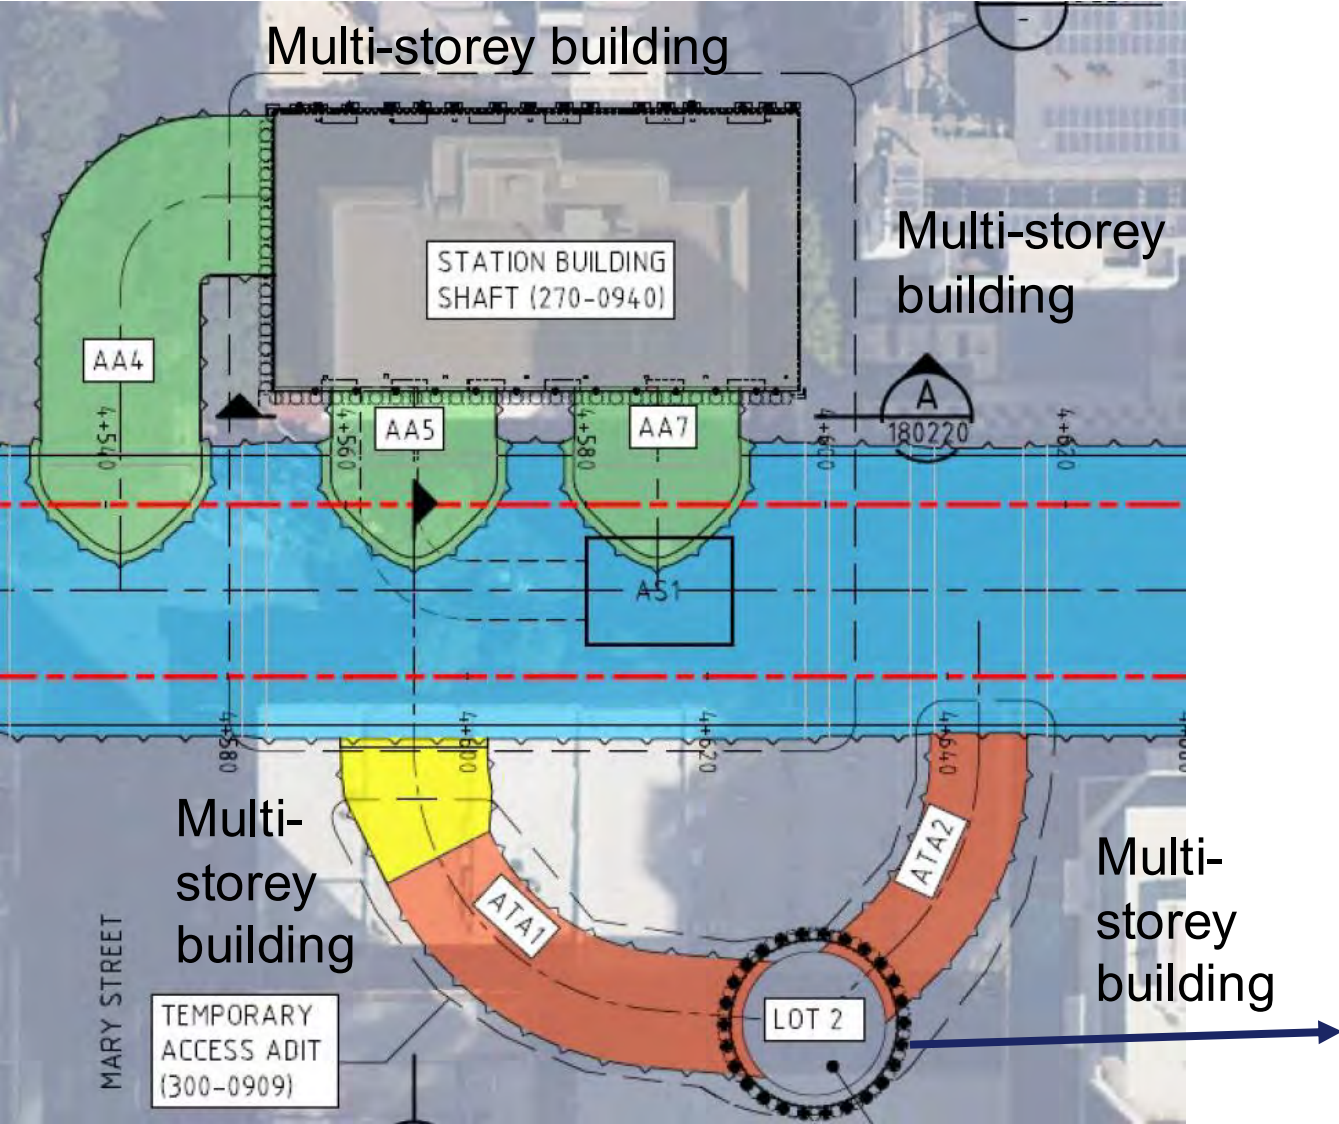 -
Multi-storey building
Multi-storey
building
STATION BUILDING
SHAFT (270-0940)
AA4
AA5
AA7
A
180220
4+540
4+560
4+580
4+600
4+620
AS1
4+580
4+600
4+620
4+640
Multi-
storey
building
Multi-
storey
building
ATA1
ATA2
LOT 2
MARY STREET
TEMPORARY
ACCESS ADIT
(300-0909)